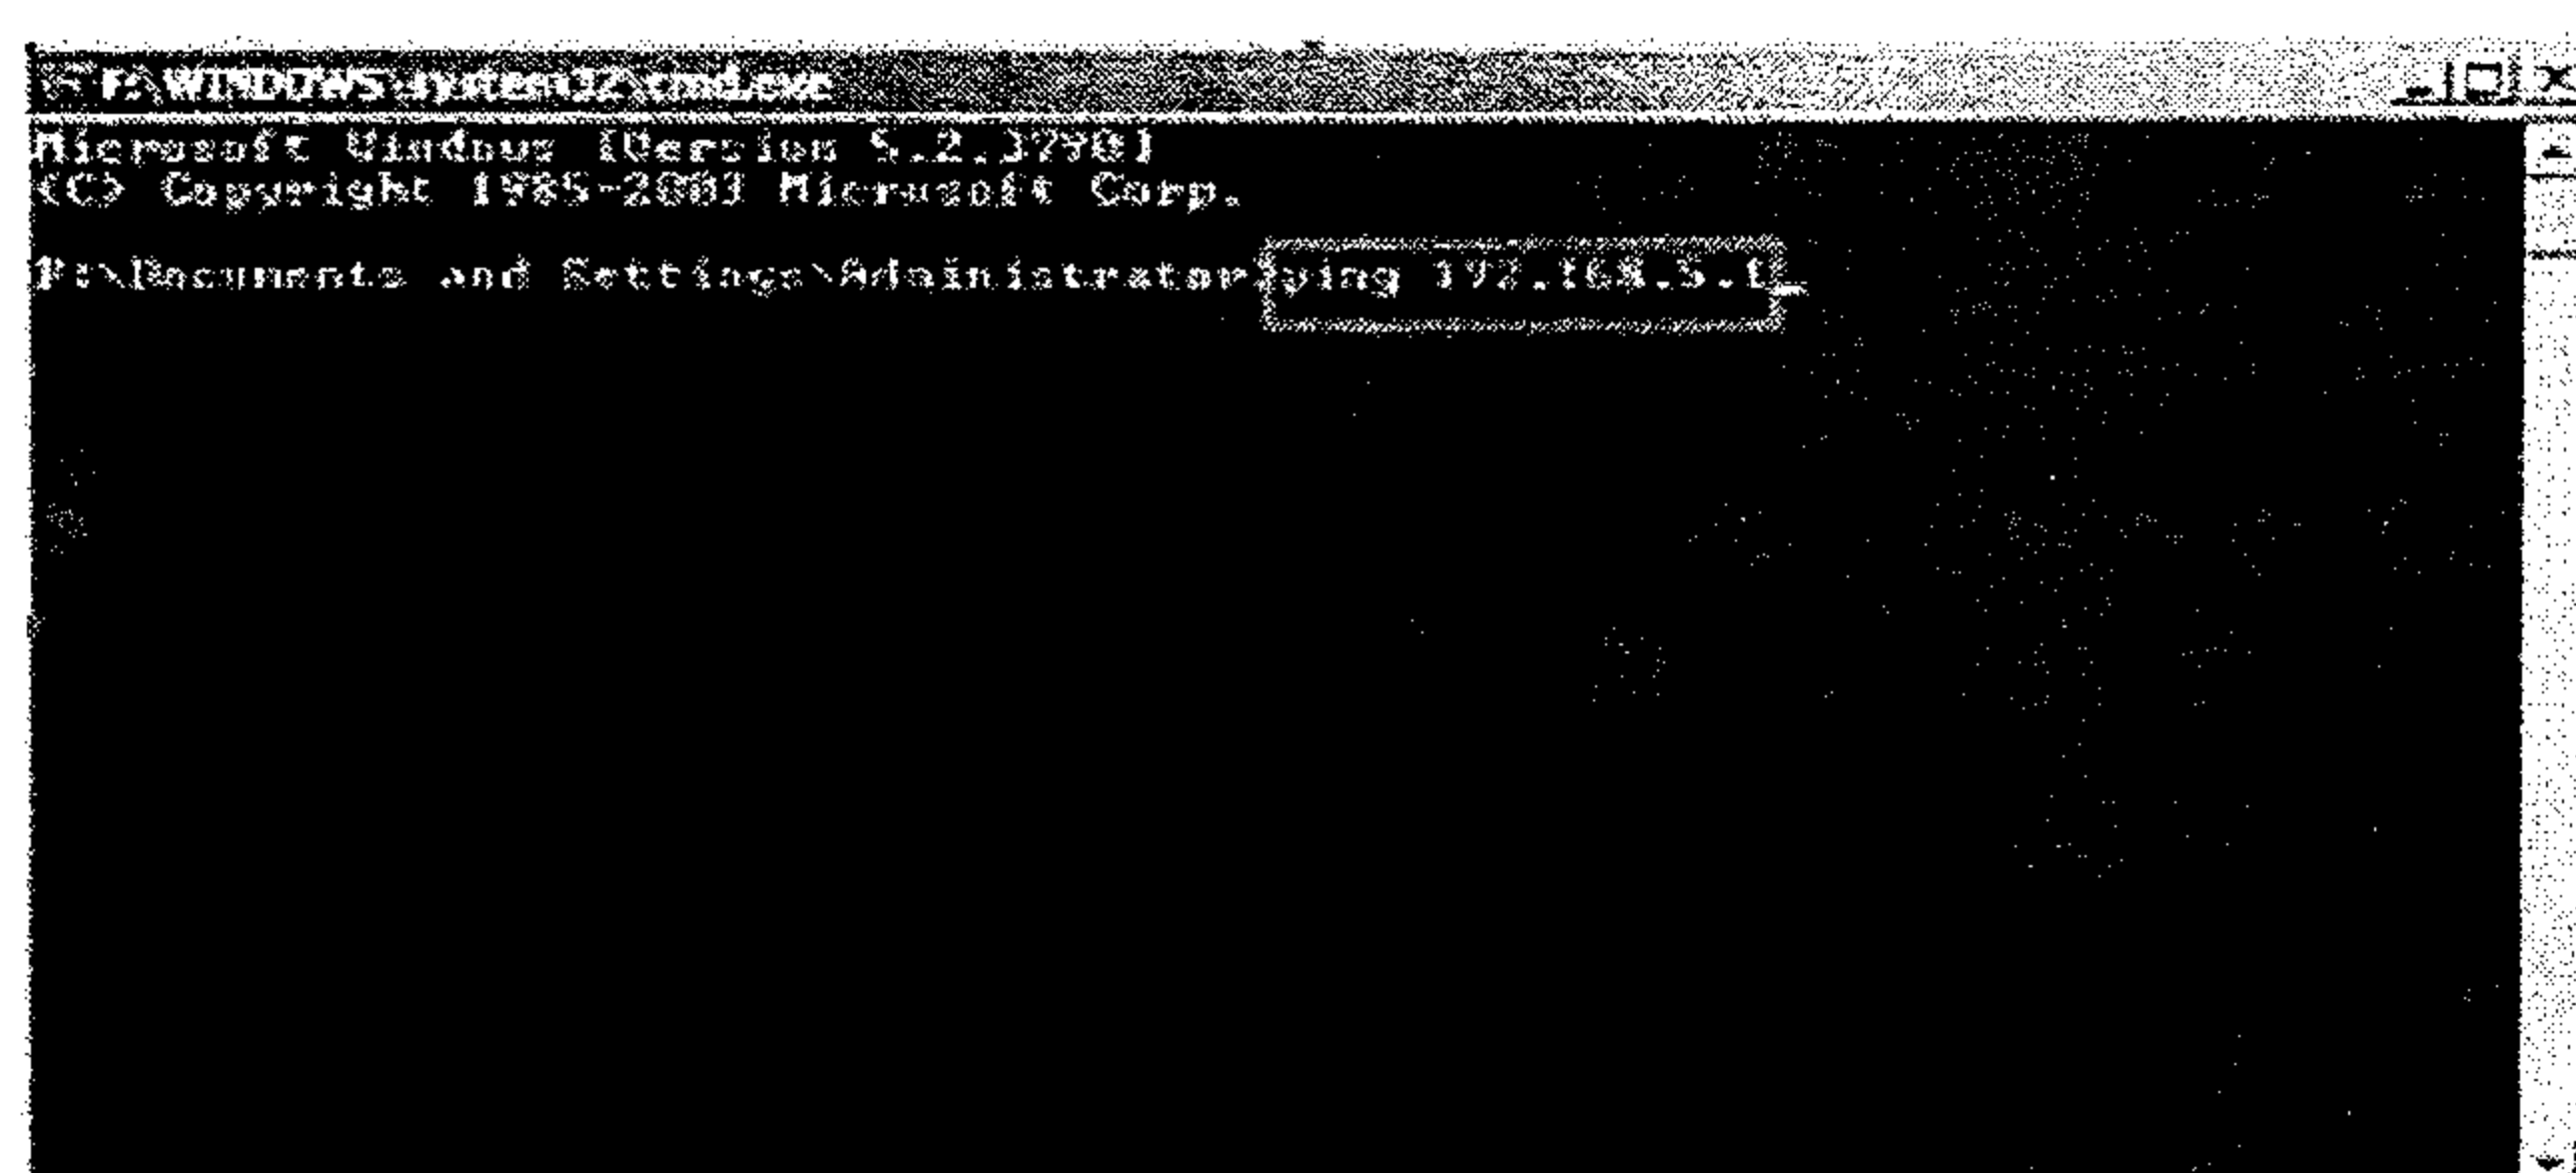 F:\WINDOWS\system32\cmd.exe
Microsoft Windows [Version 5.2.3790]
(C) Copyright 1985-2003 Microsoft Corp.
F:\Documents and Settings\Administrator>ping 192.168.5.1_